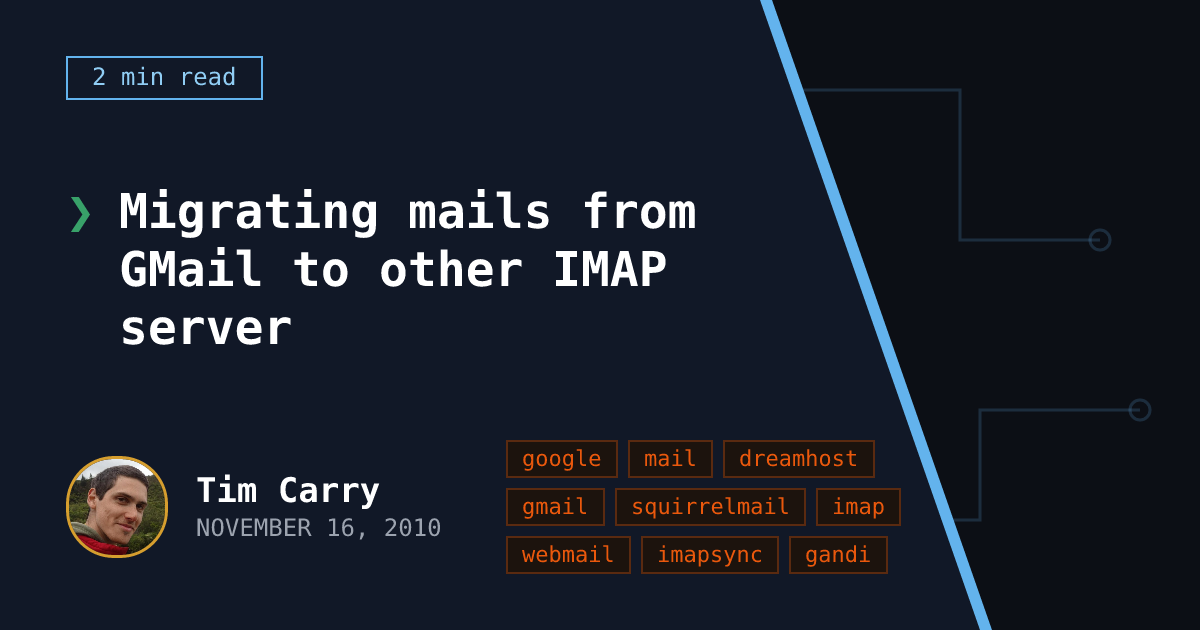 2 min read
❯ Migrating mails from
GMail to other IMAP
server
Tim Carry
NOVEMBER 16, 2010
google mail dreamhost
gmail squirrelmail imap
webmail imapsync gandi